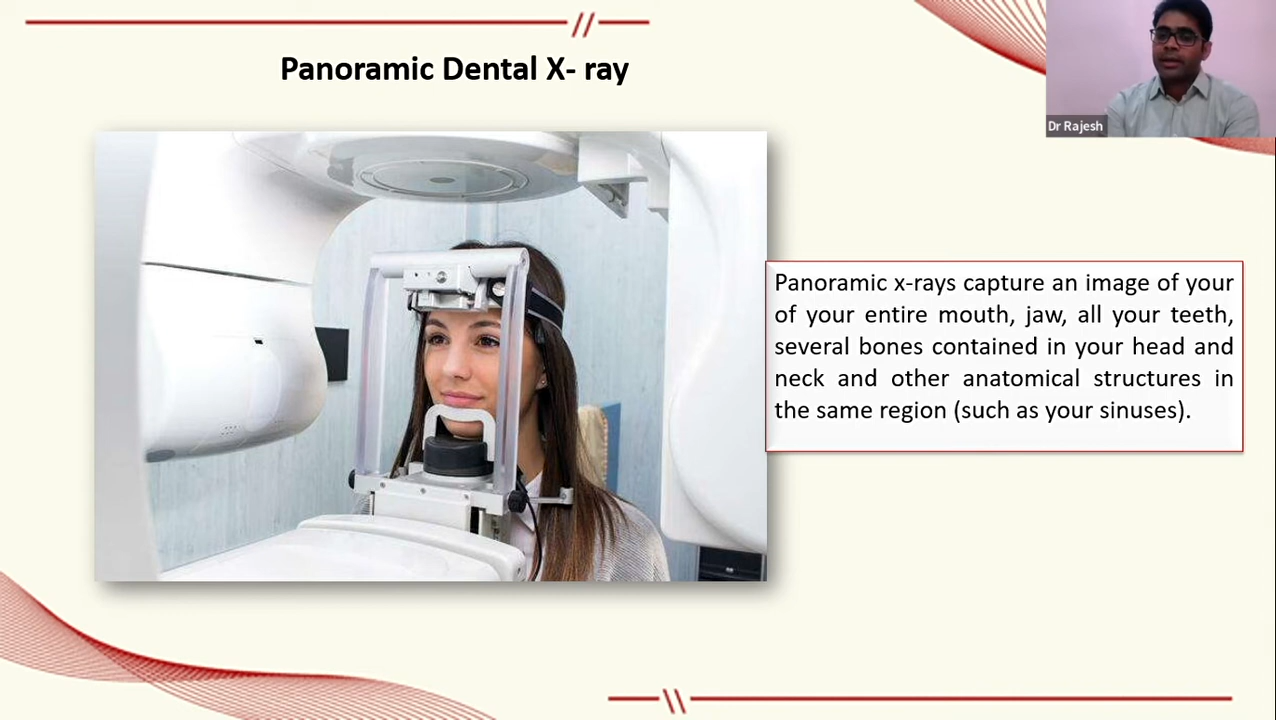 Panoramic Dental X- ray
Dr Rajesh
Panoramic x-rays capture an image of your
of your entire mouth, jaw, all your teeth,
several bones contained in your head and
neck and other anatomical structures in
the same region (such as your sinuses).